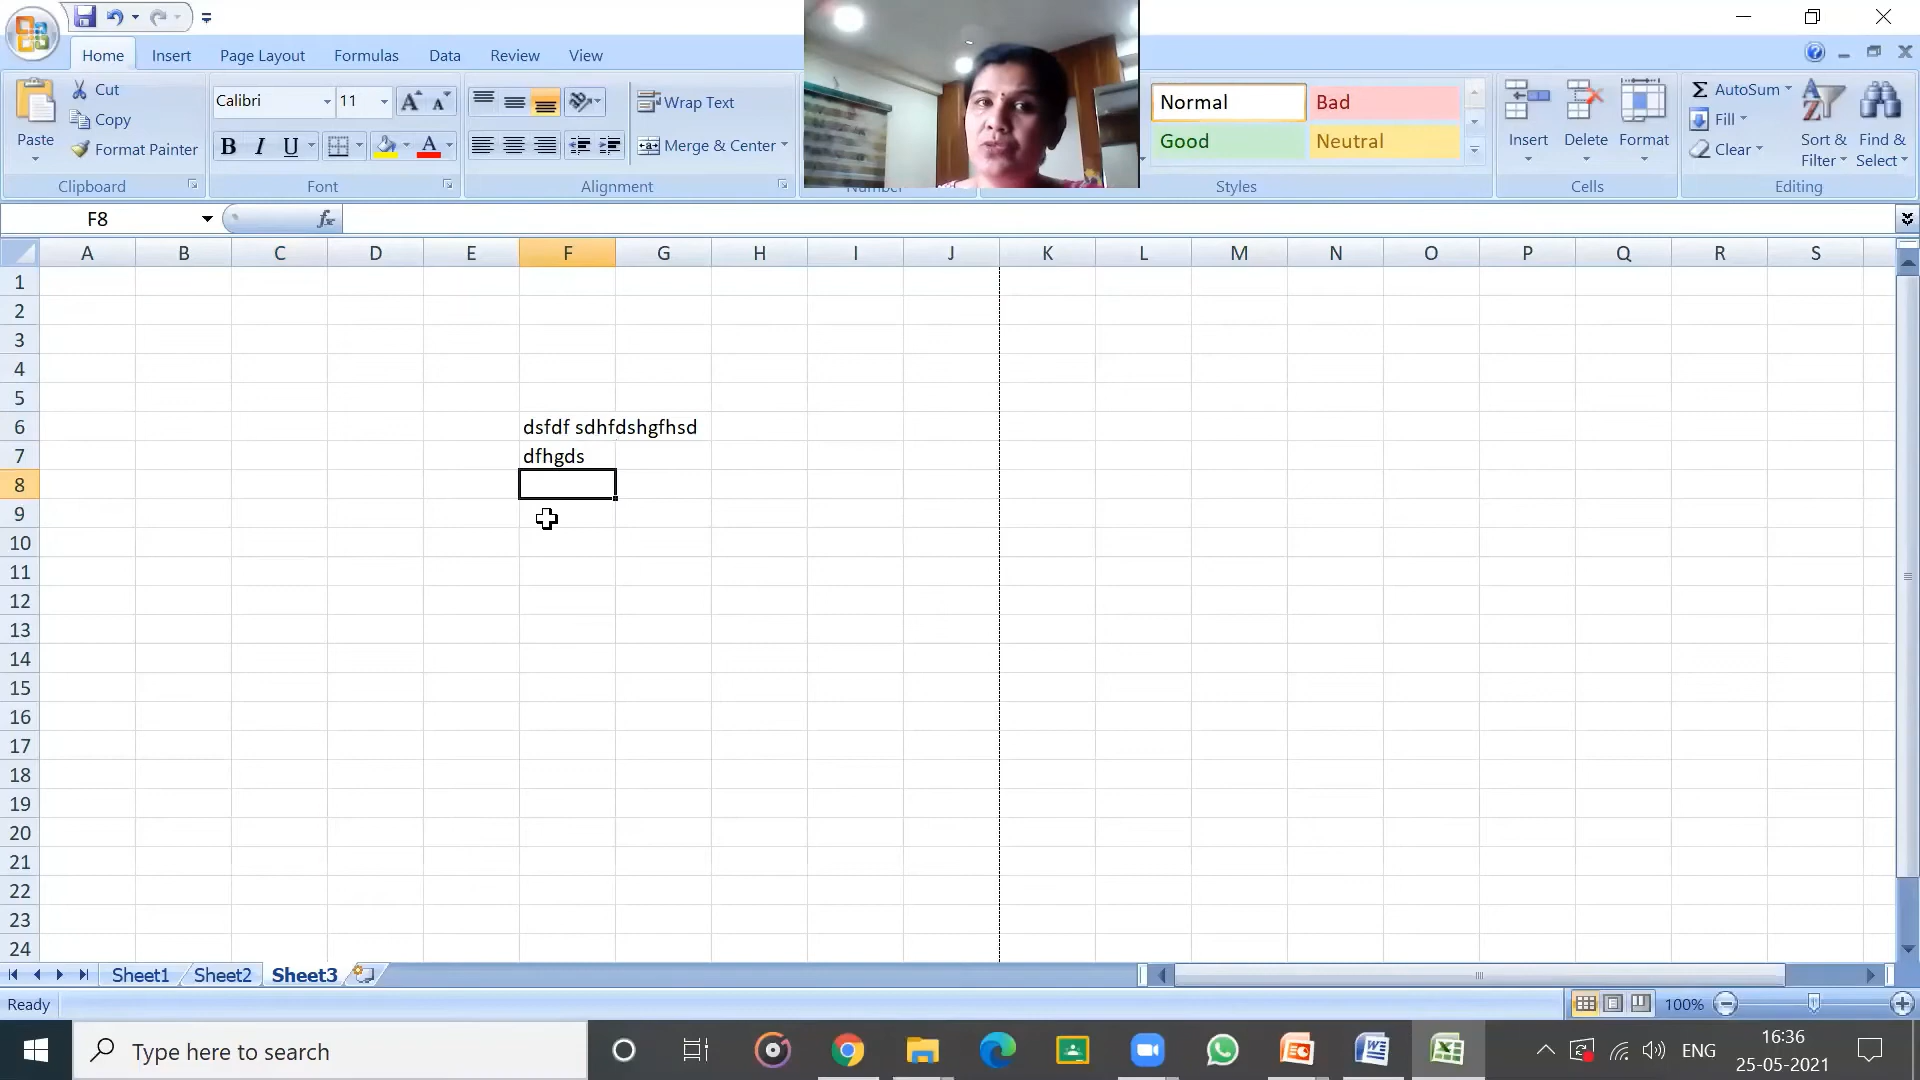 Home Insert Page Layout Formulas Data Review View
Paste
Cut
Copy
Format Painter
Clipboard
Calibri 11
B I U
Font
Wrap Text
Merge & Center
Alignment
Normal Bad
Good Neutral
Styles
Insert
Delete
Format
Cells
AutoSum
Fill
Clear
Sort &
Filter
Find &
Select
Editing
F8
fx
A B C D E F G H I J K L M N O P Q R S
1
2
3
4
5
6 dsfdf sdhfdshgfhsd
7 dfhgds
8
9
10
11
12
13
14
15
16
17
18
19
20
21
22
23
24
Sheet1 Sheet2 Sheet3
Ready
100%
Type here to search
ENG
16:36
25-05-2021